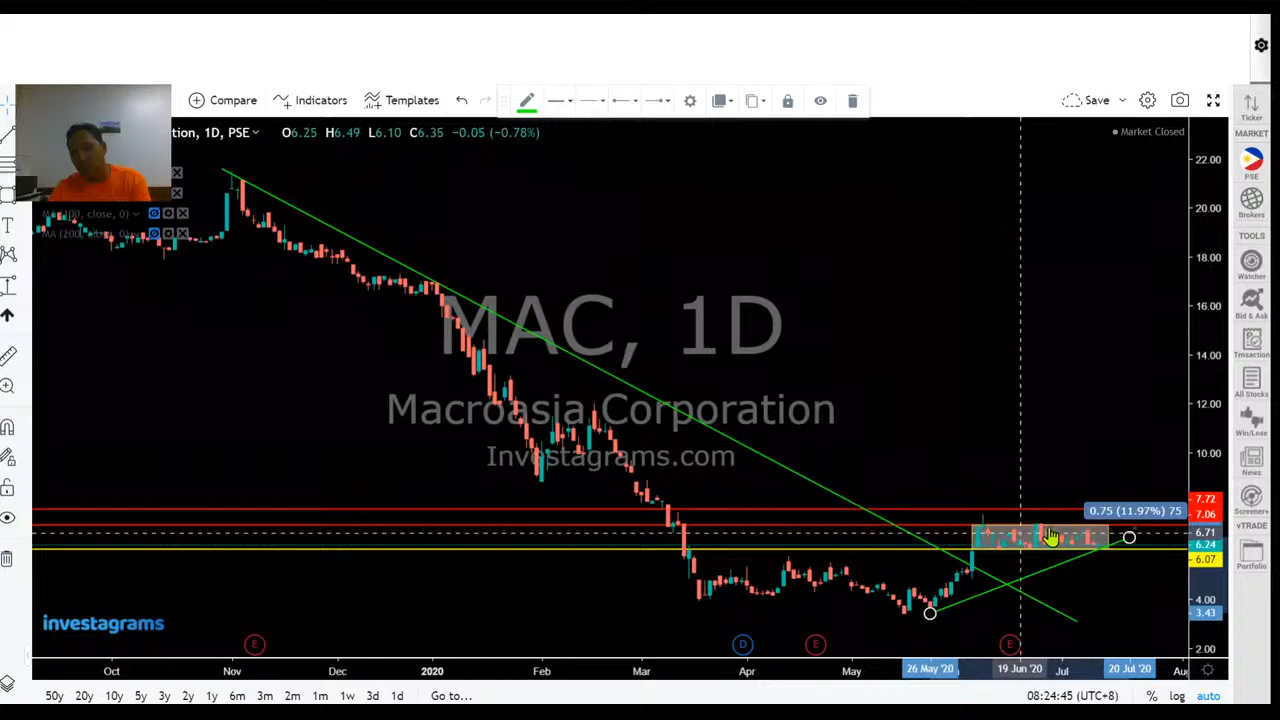 Compare
Indicators
Templates
Save
tion, 1D, PSE
O6.25 H6.49 L6.10 C6.35 −0.05 (−0.78%)
Market Closed
MA (200, close, 0)
MAC, 1D
Macroasia Corporation
Investagrams.com
investagrams
0.75 (11.97%) 75
22.00
20.00
18.00
16.00
14.00
12.00
10.00
7.72
7.06
6.71
6.24
6.07
4.00
3.43
2.00
E
D
E
E
Oct
Nov
Dec
2020
Feb
Mar
Apr
May
26 May '20
19 Jun '20
Jul
20 Jul '20
50y 20y 10y 5y 3y 2y 1y 6m 3m 2m 1m 1w 3d 1d Go to...
08:24:45 (UTC+8)
% log auto
Ticker
MARKET
PSE
Brokers
TOOLS
Watcher
Bid & Ask
Trnsaction
All Stocks
Win/Lose
News
Screener+
vTRADE
Portfolio